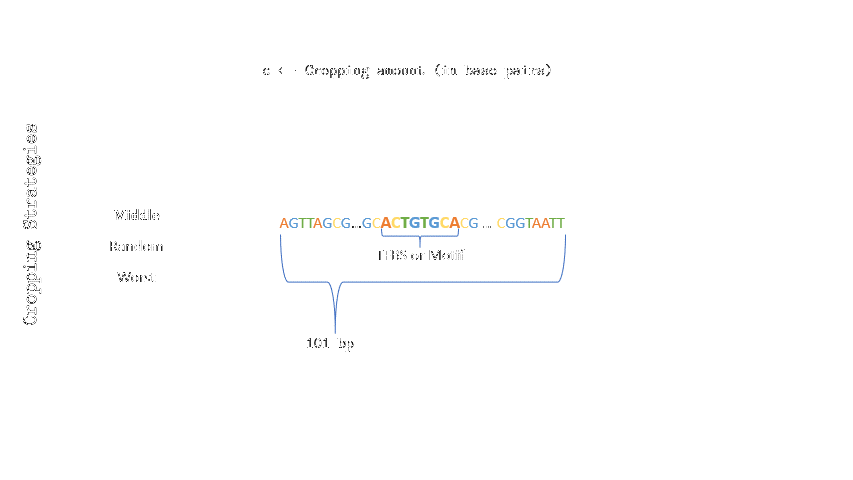 c <- Cropping amount (in base pairs)
Cropping Strategies
Middle
AGTTAGCG...GCACTGTGCACG ... CGGTAATT
Random
TFBS or Motif
Worst
101 bp